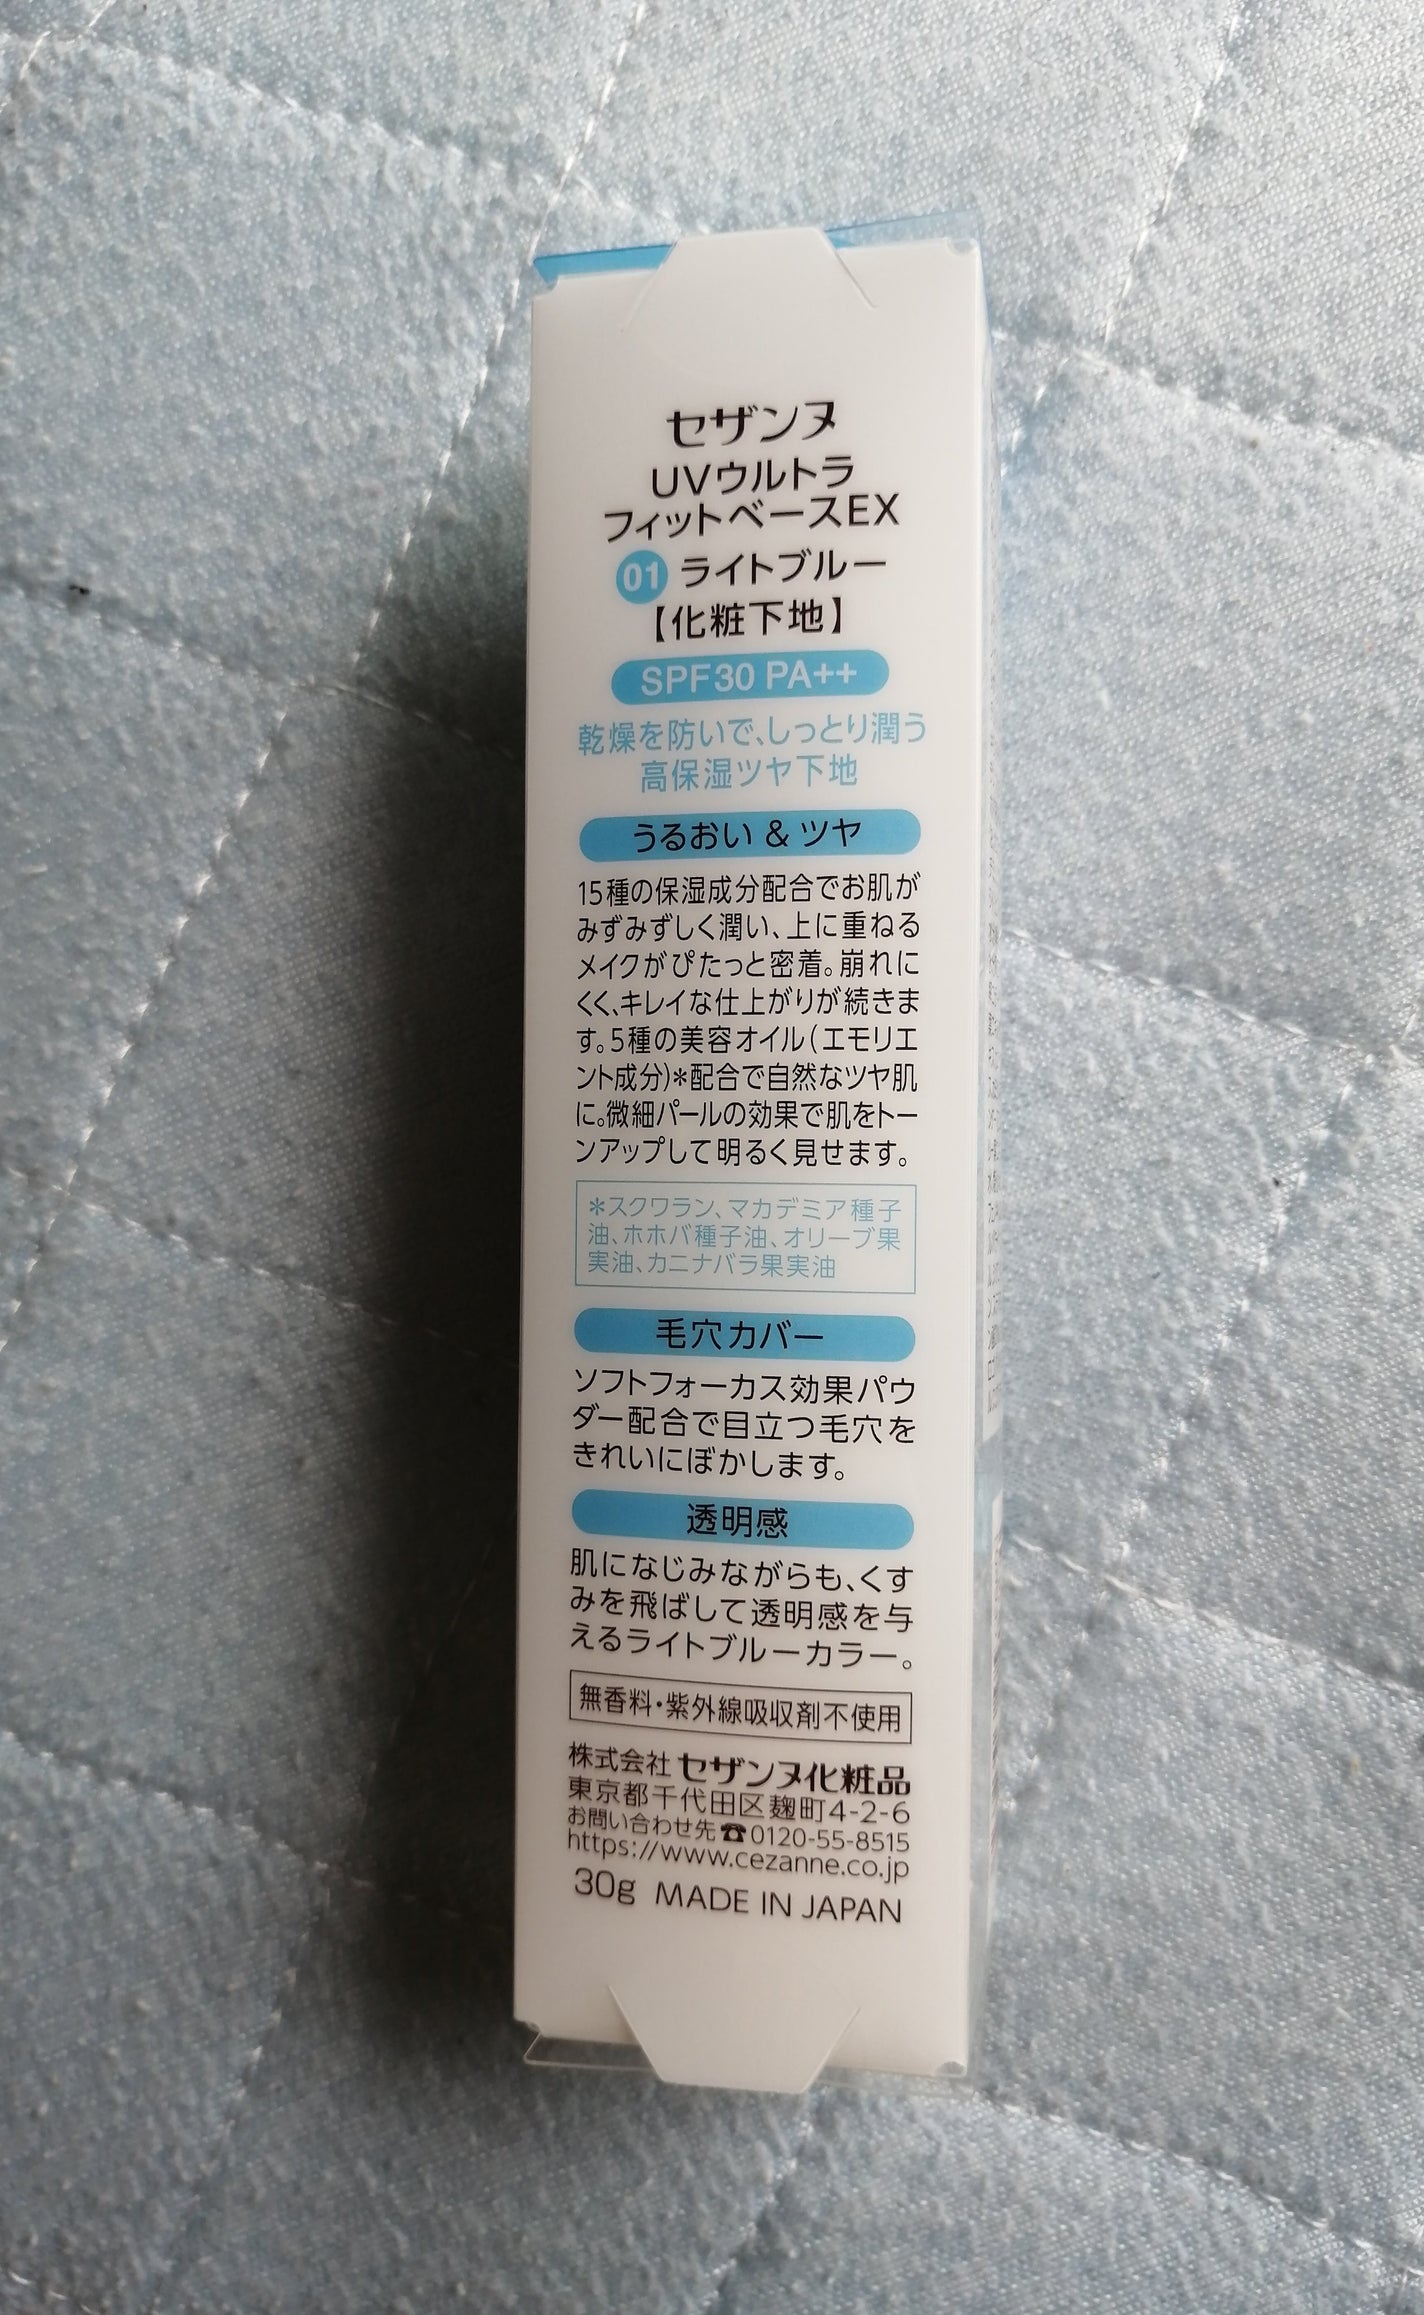 セザンヌ
UVウルトラ
フィットベースEX
01 ライトブルー
【化粧下地】
SPF30 PA++
乾燥を防いで、しっとり潤う
高保湿ツヤ下地
うるおい & ツヤ
15種の保湿成分配合でお肌が
みずみずしく潤い、上に重ねる
メイクがぴたっと密着。崩れに
くく、キレイな仕上がりが続きま
す。5種の美容オイル(エモリエ
ント成分)*配合で自然なツヤ肌
に。微細パールの効果で肌をトー
ンアップして明るく見せます。
*スクワラン、マカデミア種子
油、ホホバ種子油、オリーブ果
実油、カニナバラ果実油
毛穴カバー
ソフトフォーカス効果パウ
ダー配合で目立つ毛穴を
きれいにぼかします。
透明感
肌になじみながらも、くす
みを飛ばして透明感を与
えるライトブルーカラー。
無香料・紫外線吸収剤不使用
株式会社 セザンヌ化粧品
東京都千代田区麹町4-2-6
お問い合わせ先☎0120-55-8515
https://www.cezanne.co.jp
30g MADE IN JAPAN